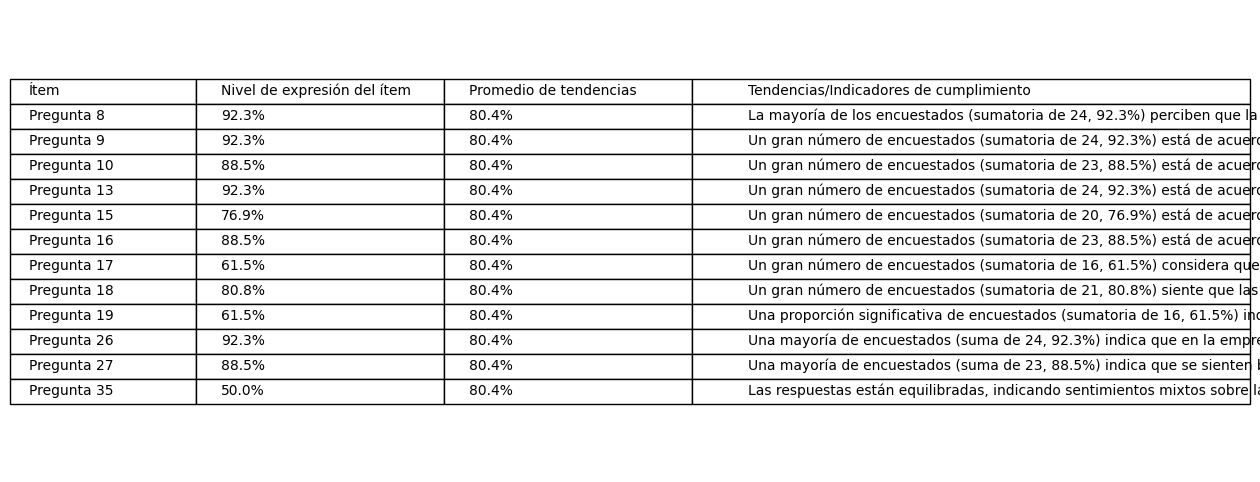 Ítem Nivel de expresión del ítem Promedio de tendencias Tendencias/Indicadores de cumplimiento
Pregunta 8 92.3% 80.4% La mayoría de los encuestados (sumatoria de 24, 92.3%) perciben que la
Pregunta 9 92.3% 80.4% Un gran número de encuestados (sumatoria de 24, 92.3%) está de
Pregunta 10 88.5% 80.4% Un gran número de encuestados (sumatoria de 23, 88.5%) está de
Pregunta 13 92.3% 80.4% Un gran número de encuestados (sumatoria de 24, 92.3%) está de
Pregunta 15 76.9% 80.4% Un gran número de encuestados (sumatoria de 20, 76.9%) está de
Pregunta 16 88.5% 80.4% Un gran número de encuestados (sumatoria de 23, 88.5%) está de
Pregunta 17 61.5% 80.4% Un gran número de encuestados (sumatoria de 16, 61.5%) considera que
Pregunta 18 80.8% 80.4% Un gran número de encuestados (sumatoria de 21, 80.8%) siente que las
Pregunta 19 61.5% 80.4% Una proporción significativa de encuestados (sumatoria de 16, 61.5%)
Pregunta 26 92.3% 80.4% Una mayoría de encuestados (suma de 24, 92.3%) indica que en la
Pregunta 27 88.5% 80.4% Una mayoría de encuestados (suma de 23, 88.5%) indica que se sienten
Pregunta 35 50.0% 80.4% Las respuestas están equilibradas, indicando sentimientos mixtos sobre